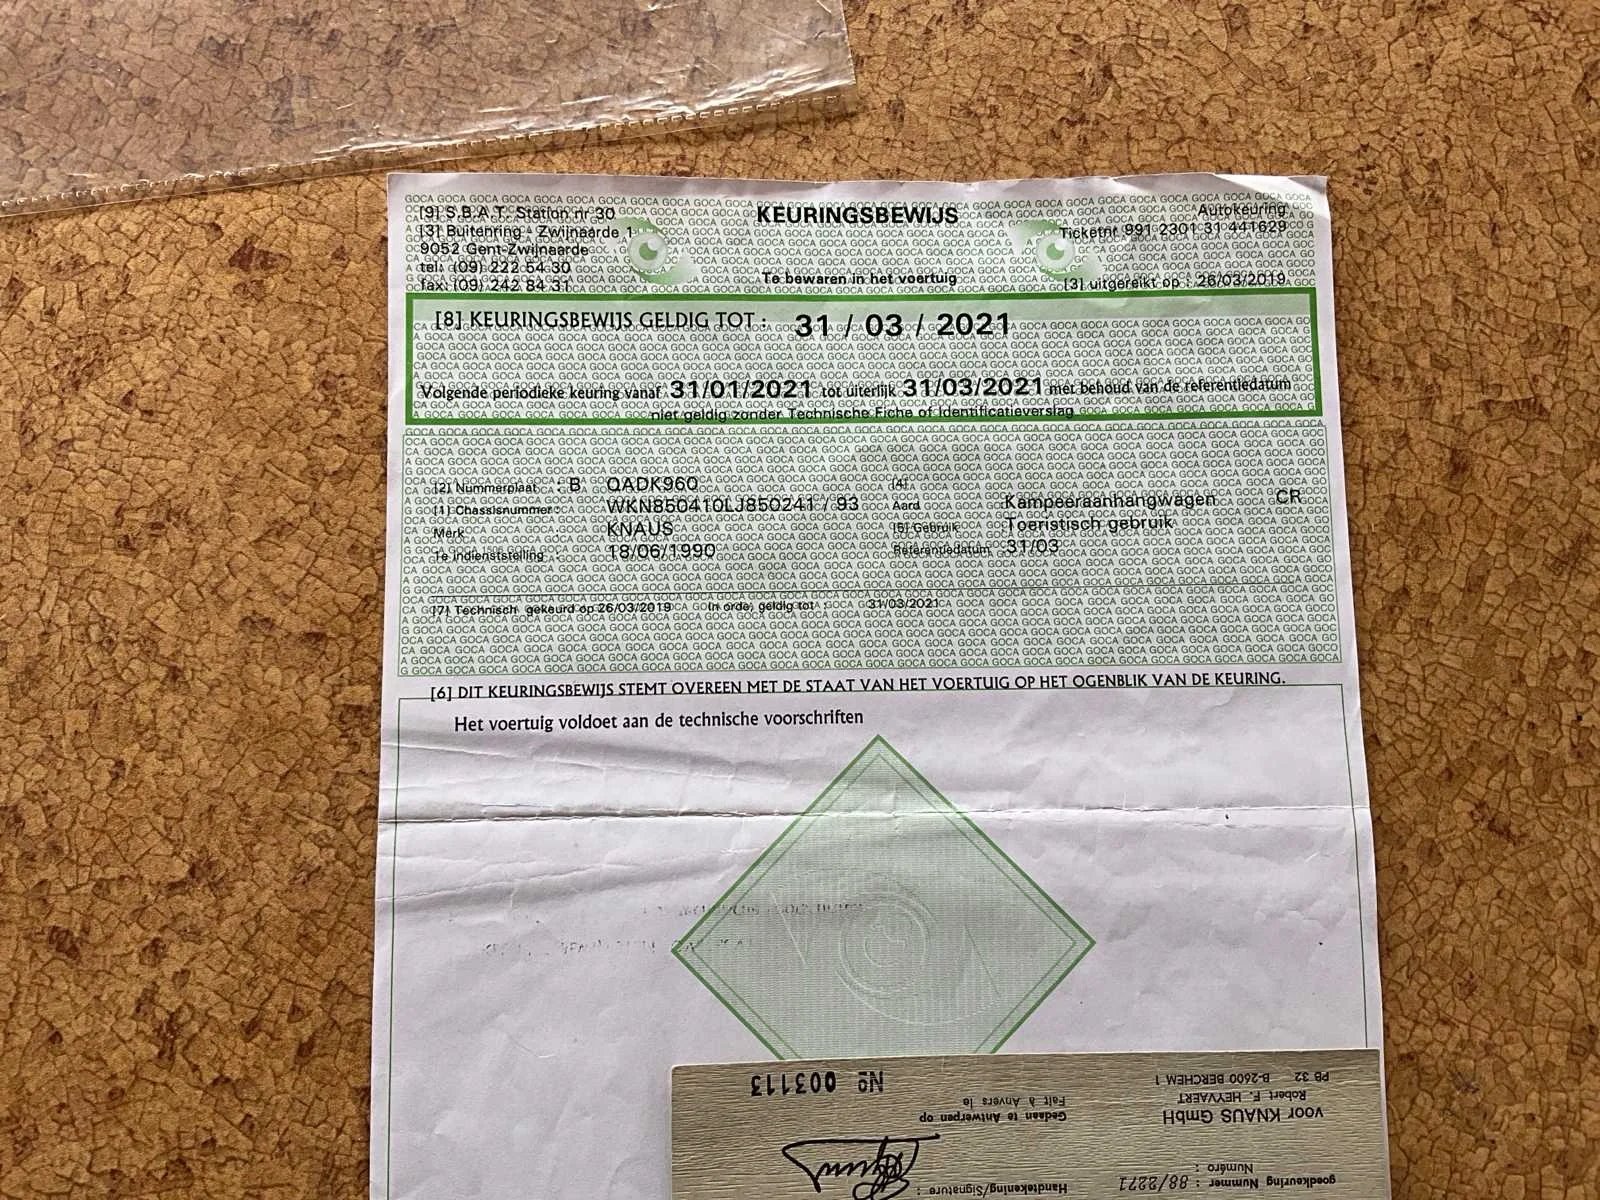 [9] S.B.A.T. Station nr 30
[3] Buitenring - Zwijnaarde 1
9052 Gent-Zwijnaarde
tel: (09) 222 54 30
fax: (09) 242 84 31
KEURINGSBEWIJS
Te bewaren in het voertuig
Autokeuring
Ticketnr 991 2301 31 441629
[3] uitgereikt op : 26/03/2019
[8] KEURINGSBEWIJS GELDIG TOT : 31 / 03 / 2021
Volgende periodieke keuring vanaf 31/01/2021 tot uiterlijk 31/03/2021 met behoud van de referentiedatum
niet geldig zonder Technische Fiche of Identificatieverslag
[2] Nummerplaat : B QADK960
[1] Chassisnummer : WKN850410LJ850241 / 93
Merk KNAUS
1e Indienststelling : 18/06/1990
[4]
Aard Kampeeraanhangwagen CR
[5] Gebruik Toeristisch gebruik
Referentiedatum 31/03
[7] Technisch gekeurd op 26/03/2019 In orde, geldig tot : 31/03/2021
[6] DIT KEURINGSBEWIJS STEMT OVEREEN MET DE STAAT VAN HET VOERTUIG OP HET OGENBLIK VAN DE KEURING.
Het voertuig voldoet aan de technische voorschriften
goedkeuring Nummer : 88/2271
Numéro :
Handtekening/Signature :
voor KNAUS GmbH
Robert F. HEYVAERT
PB 32 B-2600 BERCHEM 1
Gedaan te Antwerpen op
Fait à Anvers le
Nº 003113